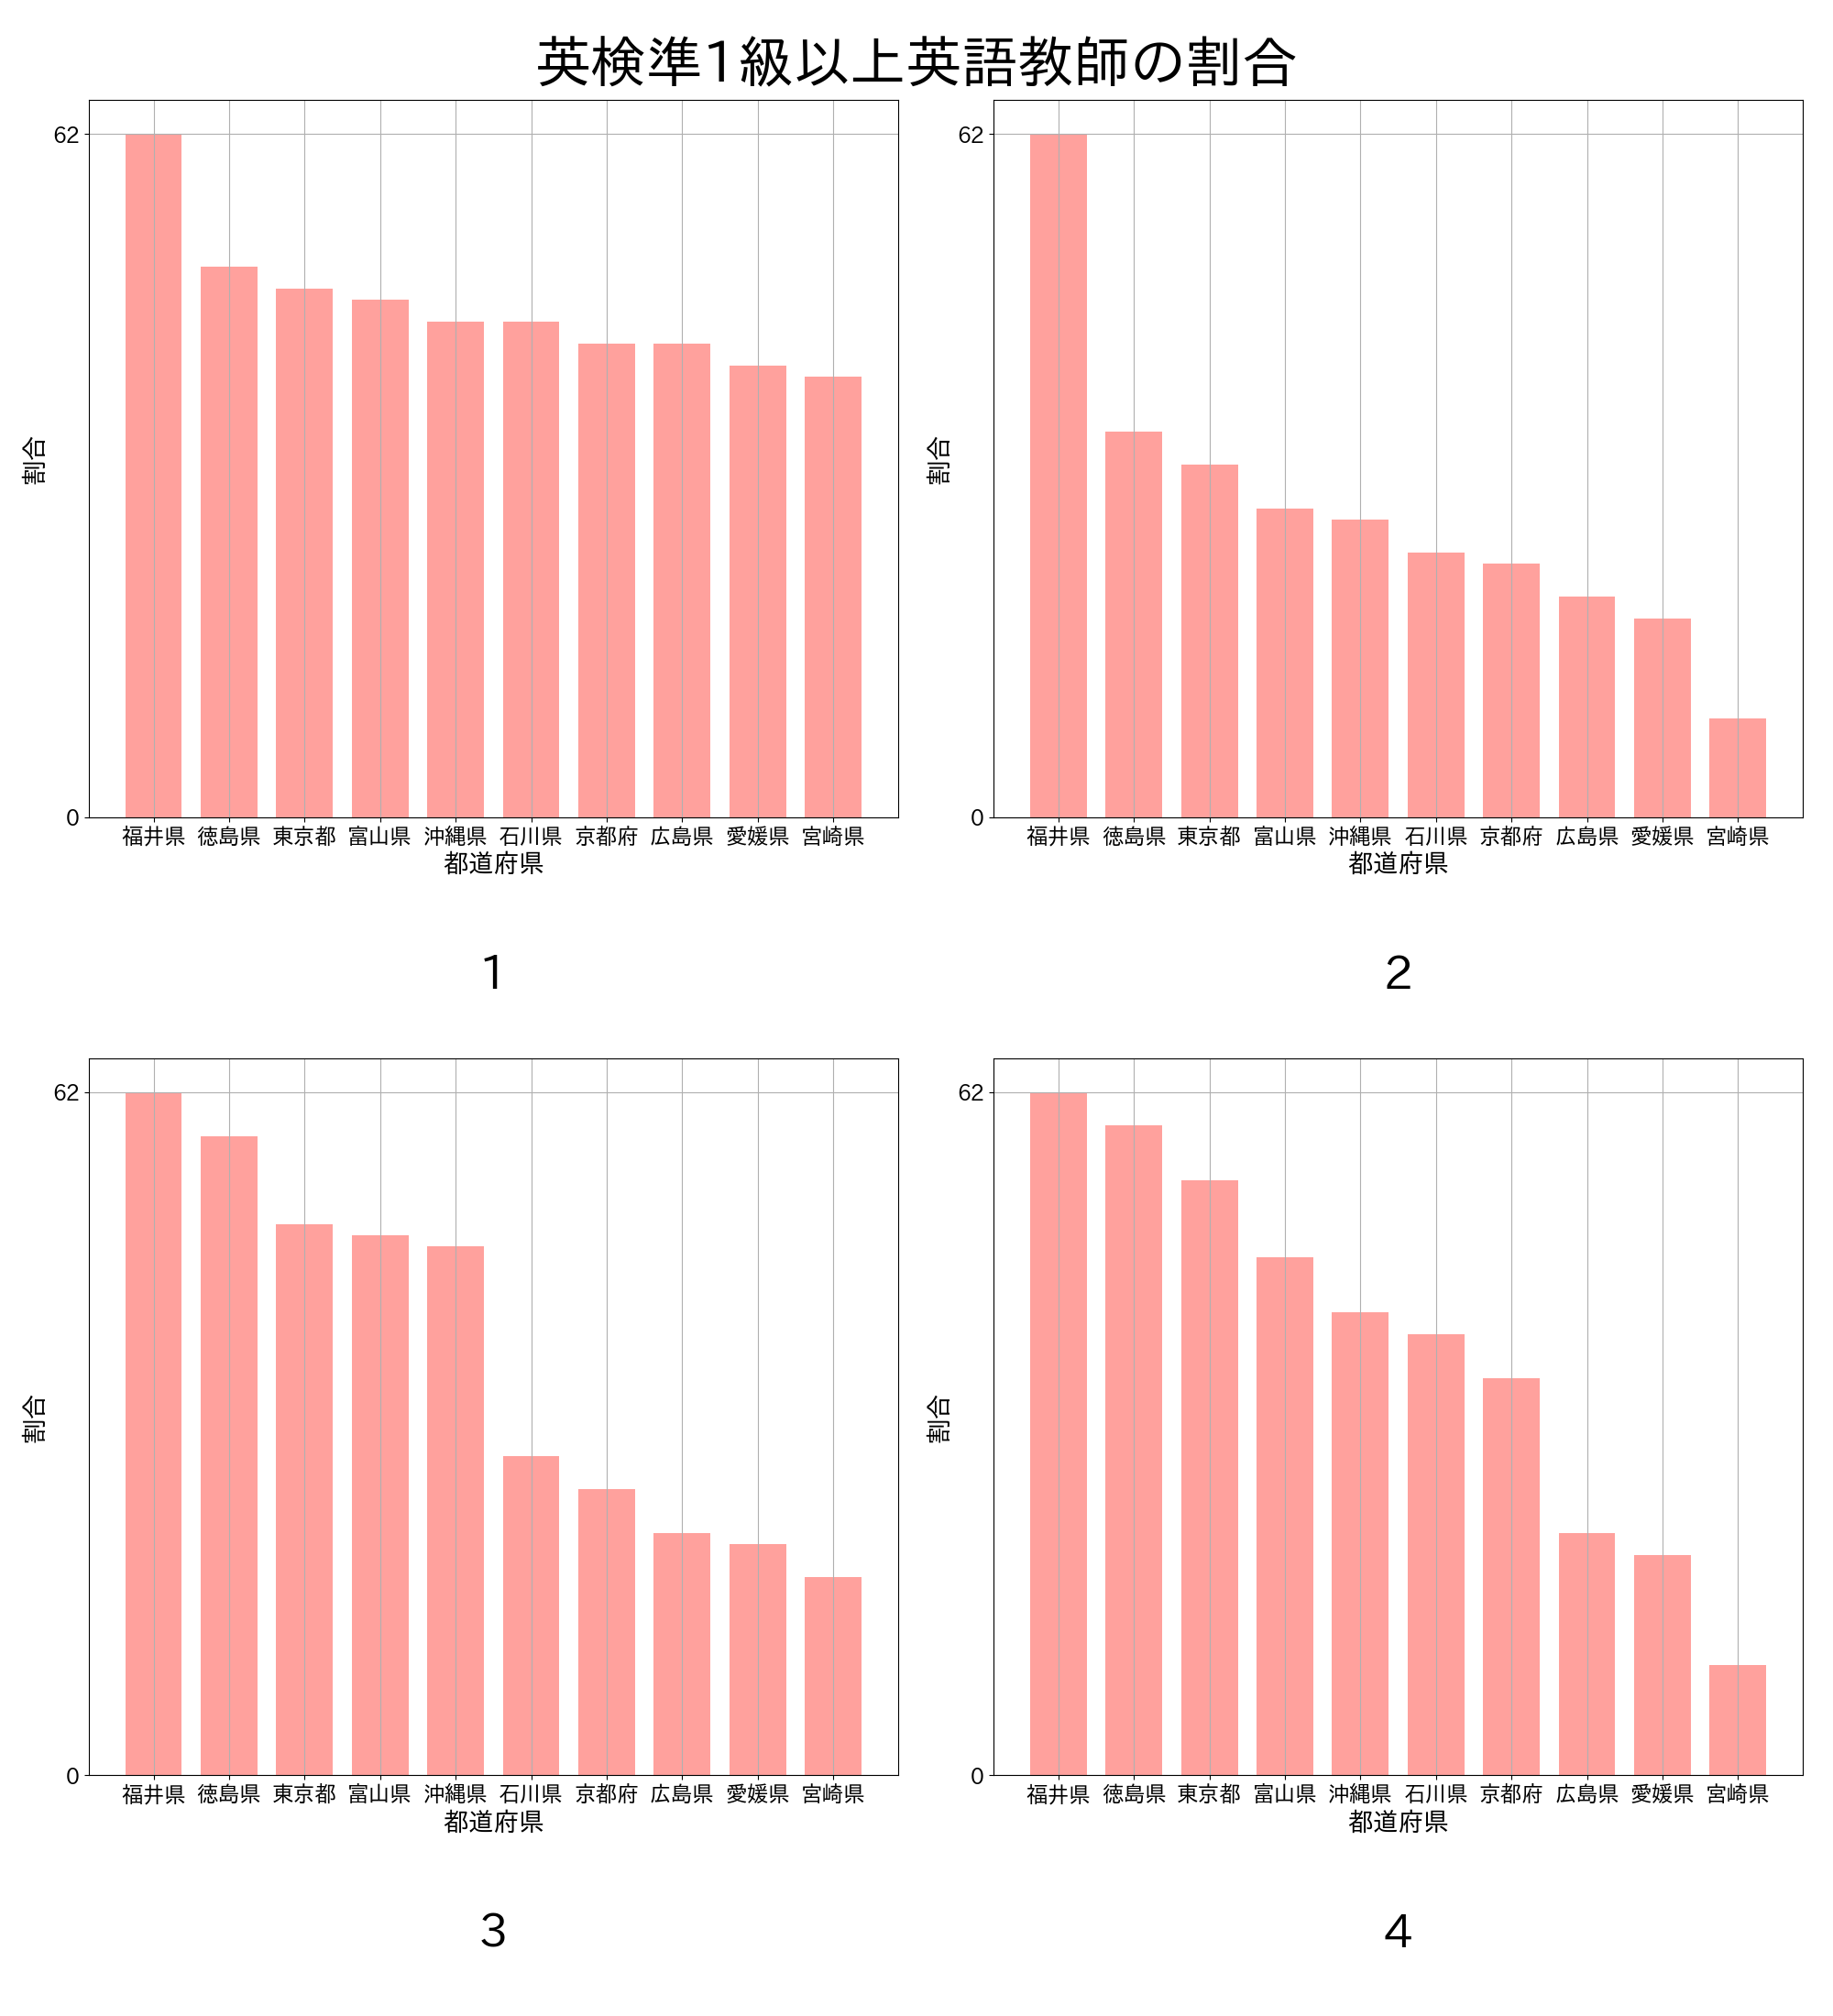 英検準1級以上英語教師の割合
62
0
割合
福井県 徳島県 東京都 富山県 沖縄県 石川県 京都府 広島県 愛媛県 宮崎県
都道府県
1
62
0
割合
福井県 徳島県 東京都 富山県 沖縄県 石川県 京都府 広島県 愛媛県 宮崎県
都道府県
2
62
0
割合
福井県 徳島県 東京都 富山県 沖縄県 石川県 京都府 広島県 愛媛県 宮崎県
都道府県
3
62
0
割合
福井県 徳島県 東京都 富山県 沖縄県 石川県 京都府 広島県 愛媛県 宮崎県
都道府県
4